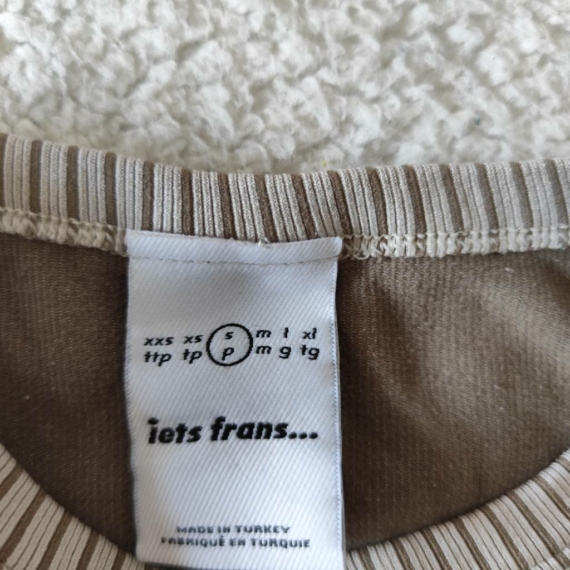 xxs xs s m l xl
ttp tp p m g tg
iets frans...
MADE IN TURKEY
FABRIQUÉ EN TURQUIE